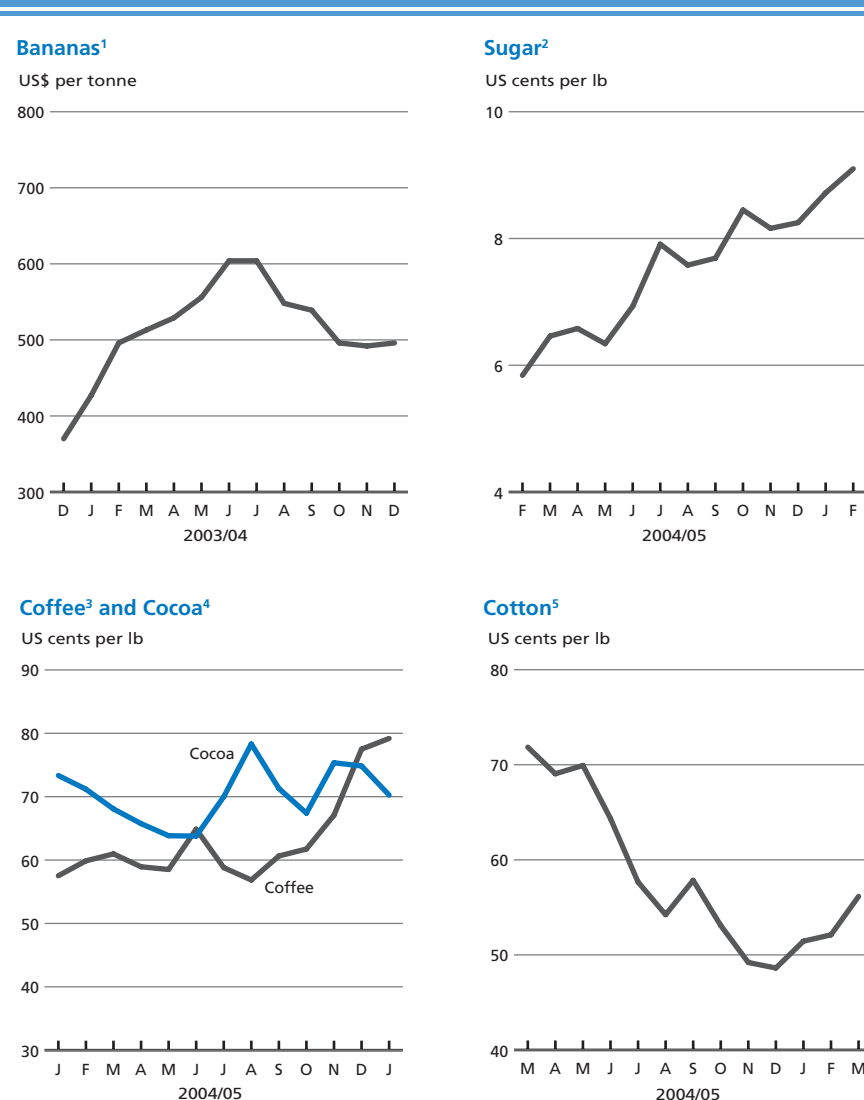 Bananas¹
US$ per tonne
800
700
600
500
400
300
D J F M A M J J A S O N D
2003/04
Sugar²
US cents per lb
10
8
6
4
F M A M J J A S O N D J F
2004/05
Coffee³ and Cocoa⁴
US cents per lb
90
80
70
60
50
40
30
Cocoa
Coffee
J F M A M J J A S O N D J
2004/05
Cotton⁵
US cents per lb
80
70
60
50
40
M A M J J A S O N D J F M
2004/05